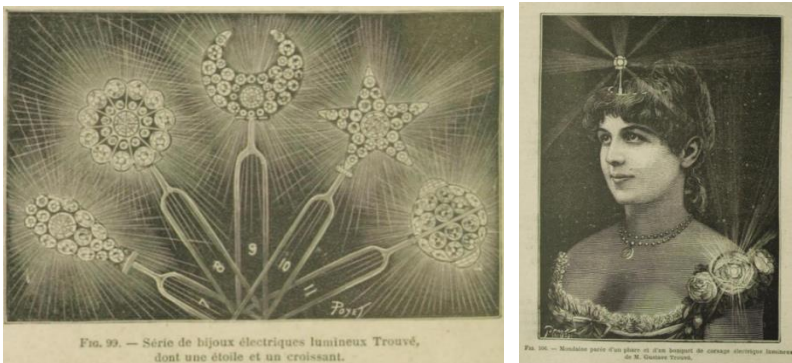 7
8
9
10
11
Poyet
Fig. 99. — Série de bijoux électriques lumineux Trouvé,
dont une étoile et un croissant.
Poyet
Fig. 100. — Mondaine parée d'un phare et d'un bouquet de corsage électrique lumineux
de M. Gustave Trouvé.